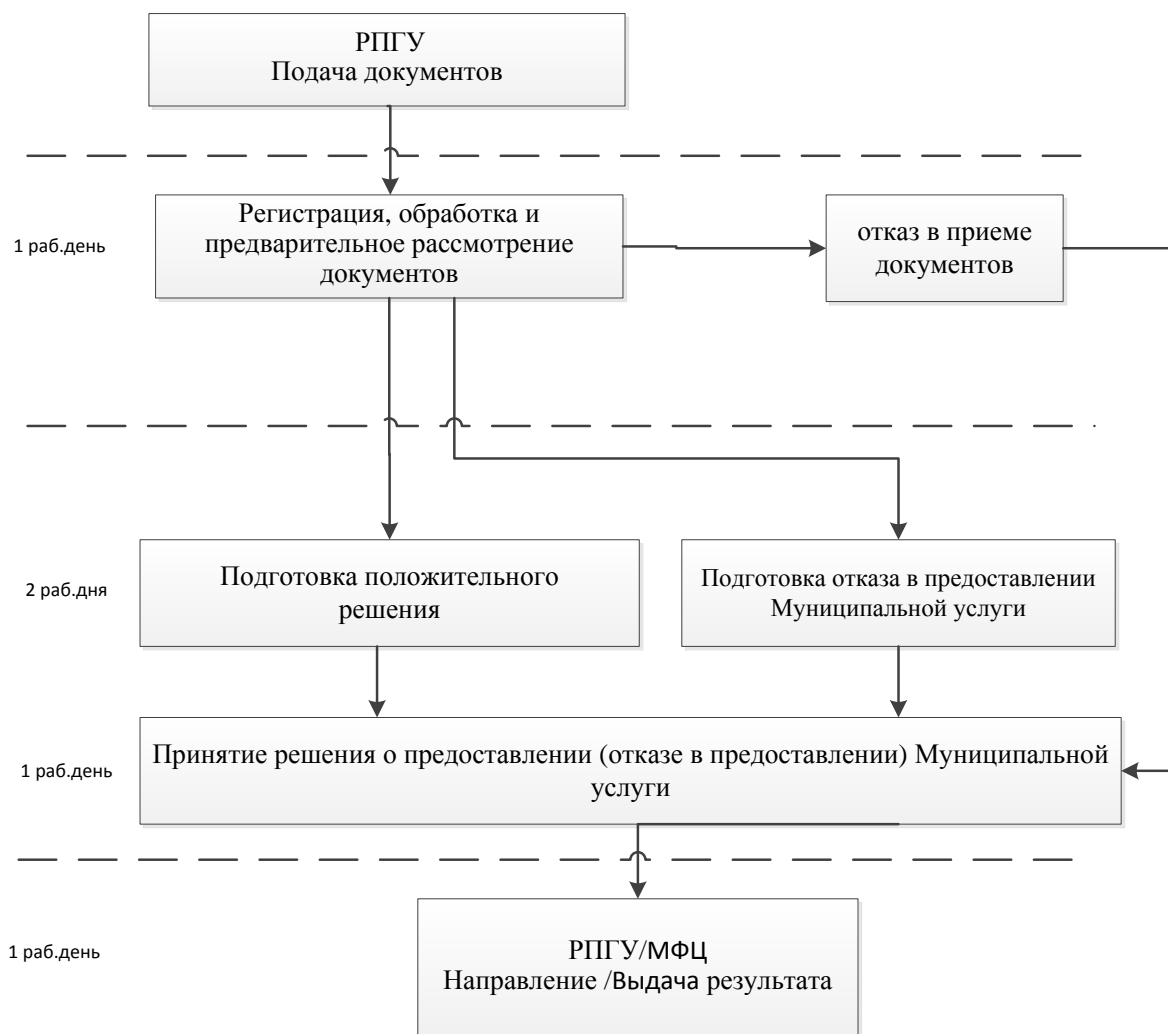 РПГУ
Подача документов
1 раб.день
Регистрация, обработка и
предварительное рассмотрение
документов
отказ в приеме
документов
2 раб.дня
Подготовка положительного
решения
Подготовка отказа в предоставлении
Муниципальной услуги
1 раб.день
Принятие решения о предоставлении (отказе в предоставлении) Муниципальной
услуги
1 раб.день
РПГУ/МФЦ
Направление /Выдача результата